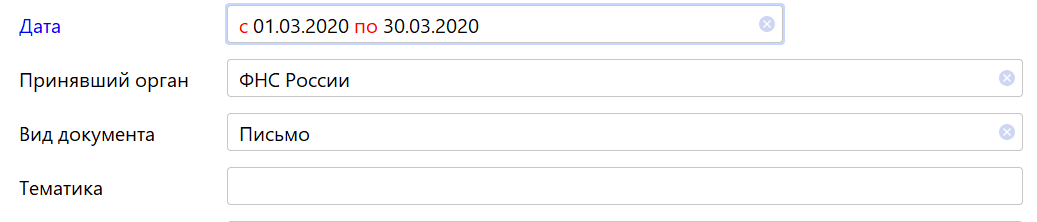 Дата с 01.03.2020 по 30.03.2020
Принявший орган ФНС России
Вид документа Письмо
Тематика